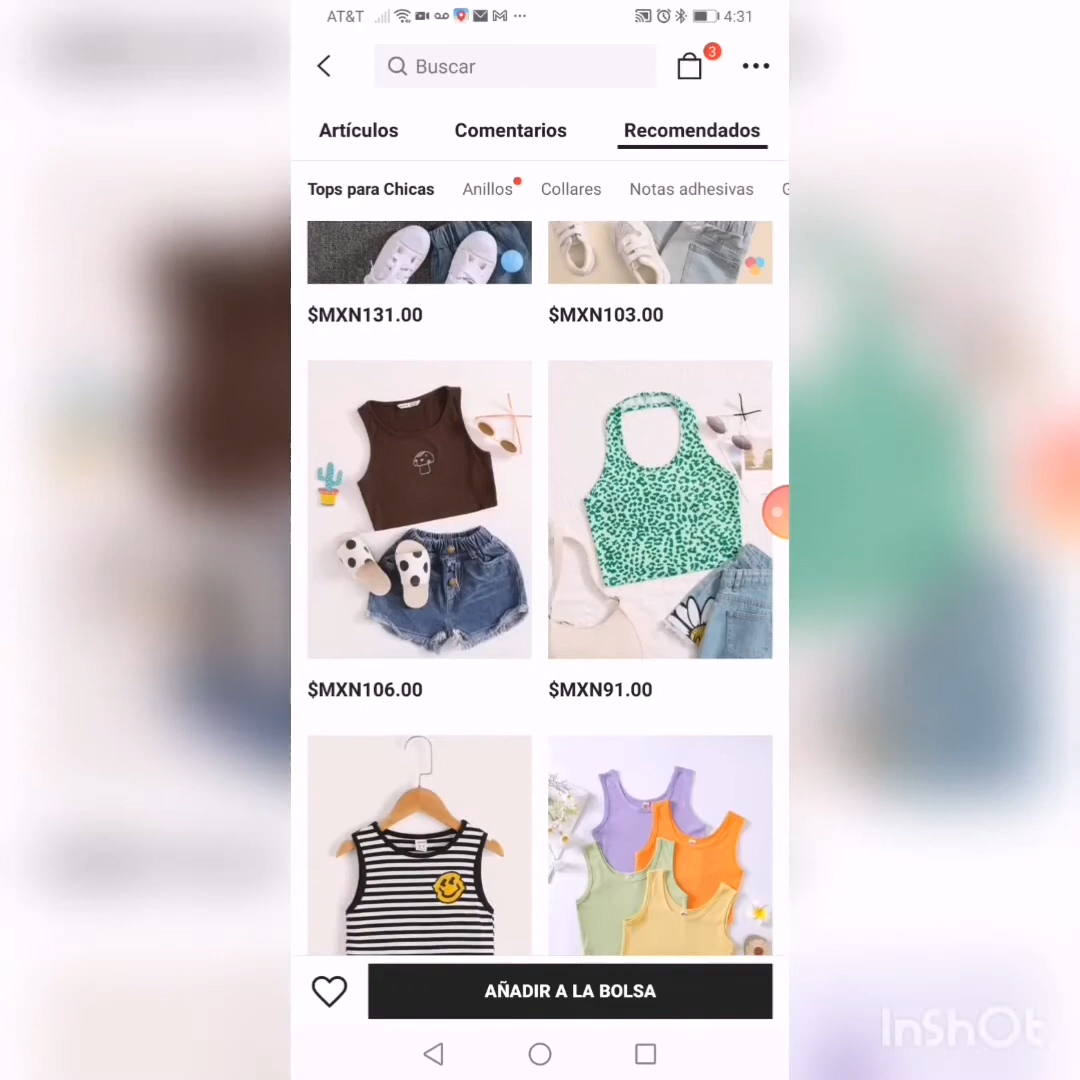 AT&T 4:31
Buscar
3
Artículos Comentarios Recomendados
Tops para Chicas Anillos Collares Notas adhesivas
$MXN131.00 $MXN103.00
$MXN106.00 $MXN91.00
AÑADIR A LA BOLSA
InShOt